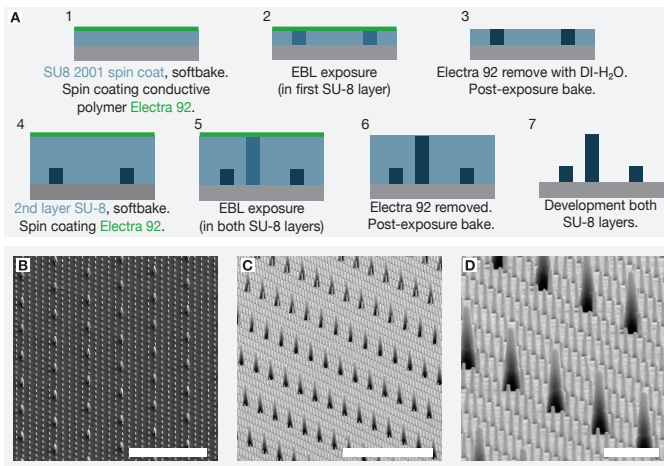 A
1
2
3
SU8 2001 spin coat, softbake.
Spin coating conductive
polymer Electra 92.
EBL exposure
(in first SU-8 layer)
Electra 92 remove with DI-H₂O.
Post-exposure bake.
4
5
6
7
2nd layer SU-8, softbake.
Spin coating Electra 92.
EBL exposure
(in both SU-8 layers)
Electra 92 removed.
Post-exposure bake.
Development both
SU-8 layers.
B
C
D